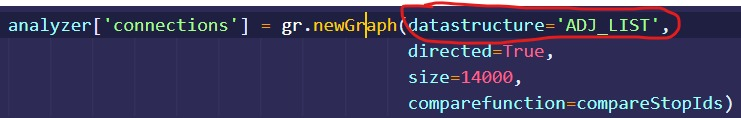 analyzer['connections'] = gr.newGraph(datastructure='ADJ_LIST',
directed=True,
size=14000,
comparefunction=compareStopIds)